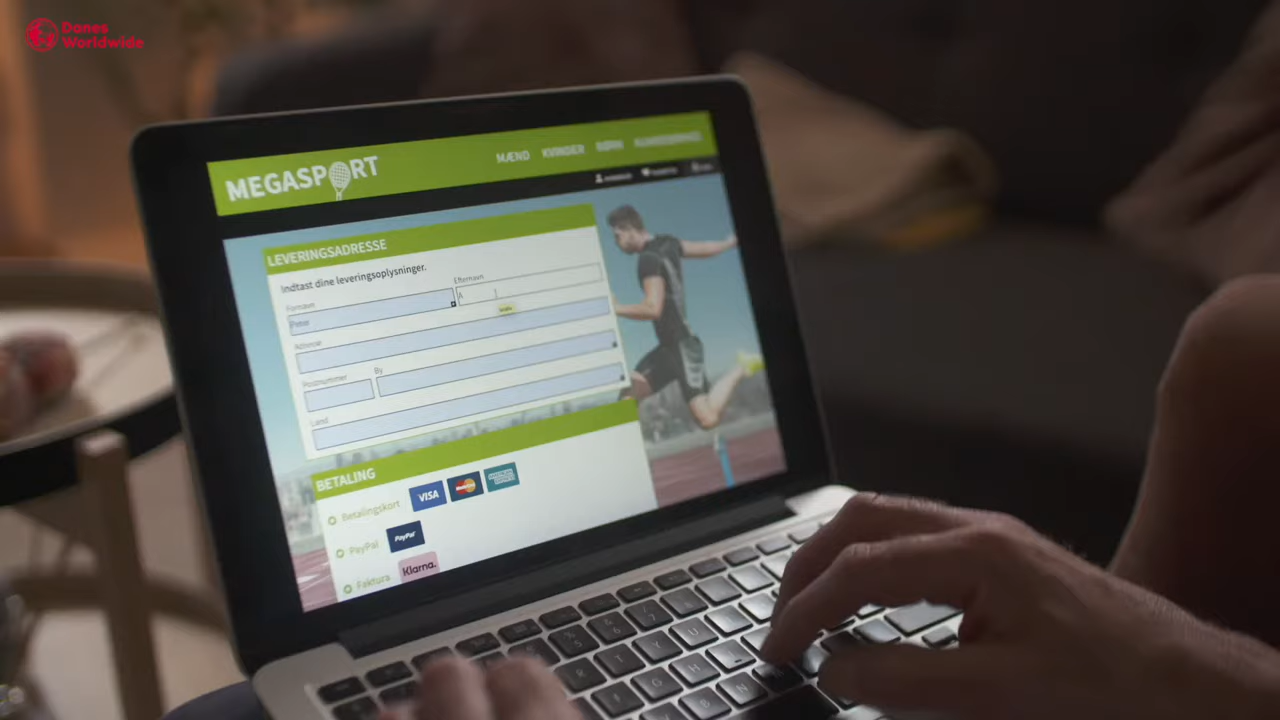 Danes
Worldwide
MEGASPORT
MÆND KVINDER BØRN
LEVERINGSADRESSE
Indtast dine leveringsoplysninger.
Fornavn Efternavn
Peter A
Adresse
Postnummer By
Land
BETALING
Betalingskort VISA
PayPal PayPal
Faktura Klarna.